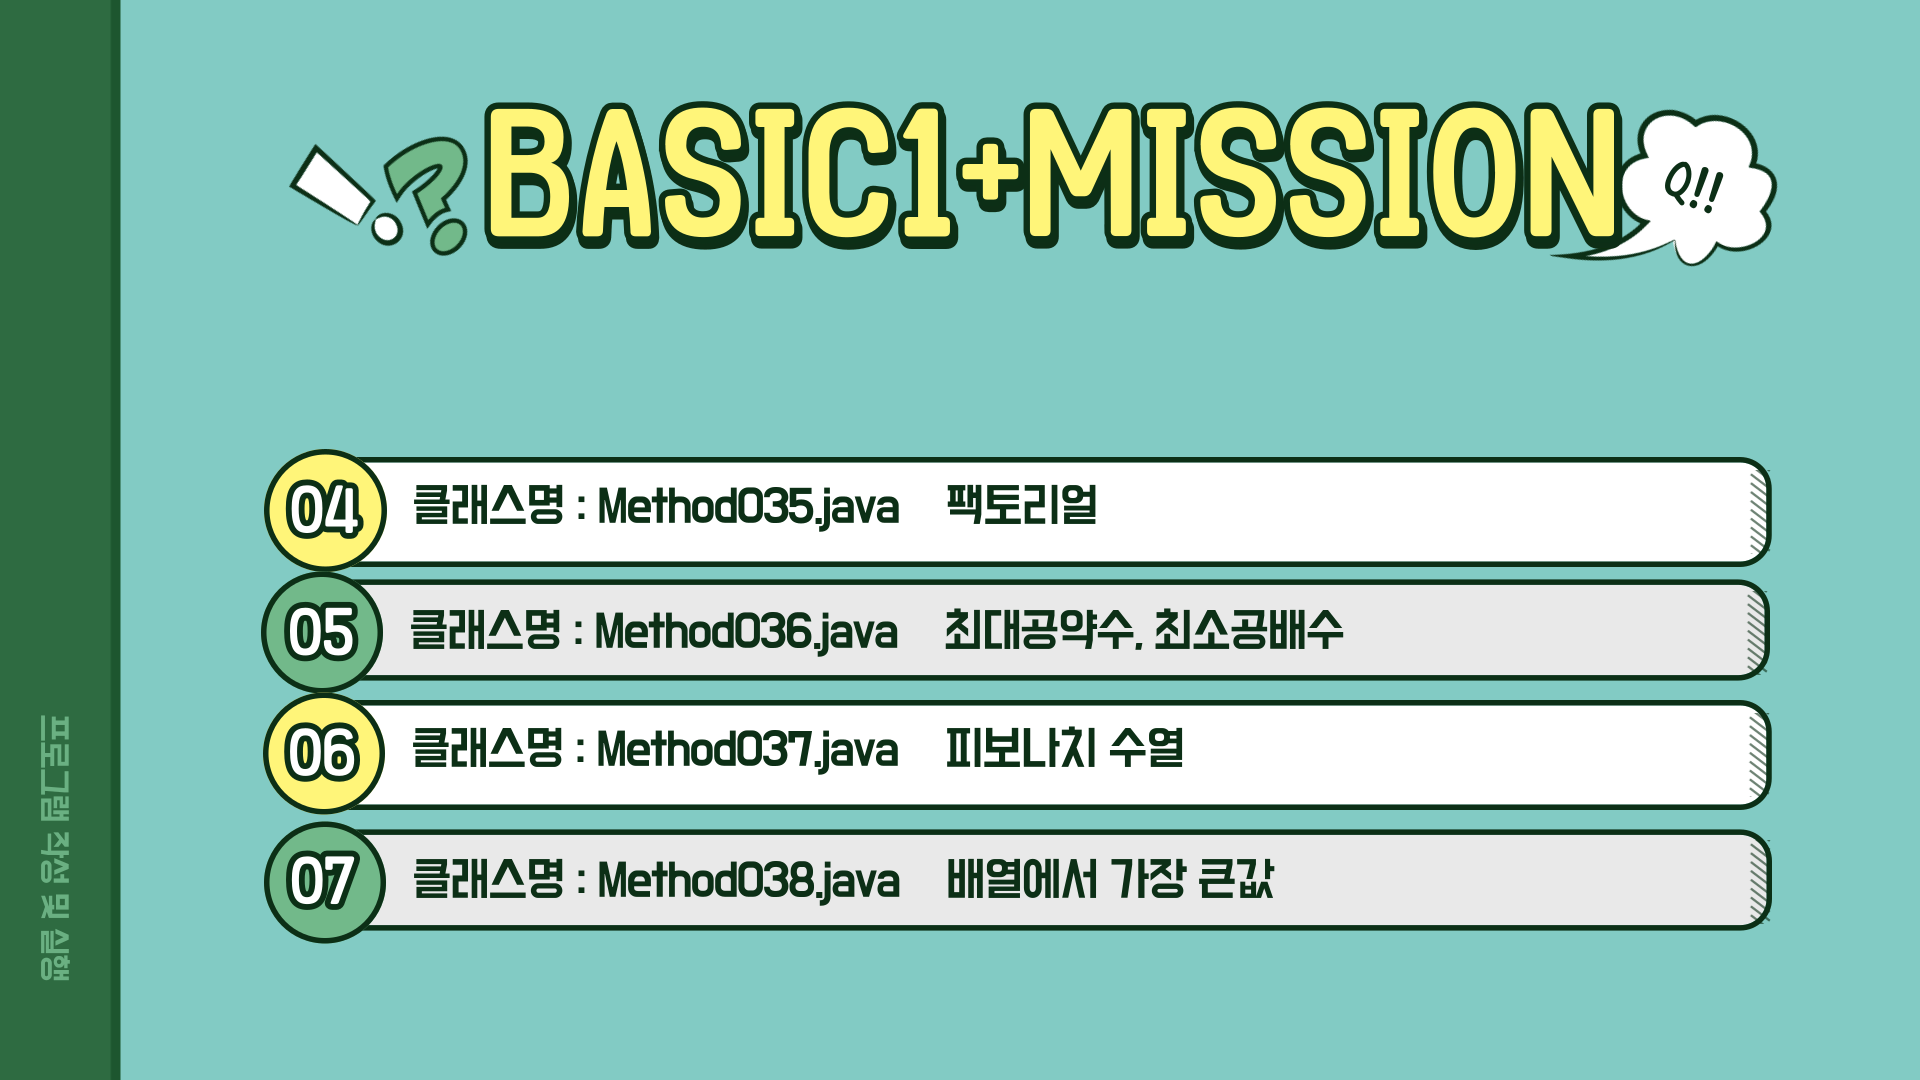 BASIC1+MISSION
Q!!
04 클래스명 : Method035.java 팩토리얼
05 클래스명 : Method036.java 최대공약수, 최소공배수
06 클래스명 : Method037.java 피보나치 수열
07 클래스명 : Method038.java 배열에서 가장 큰값
프로그램 작성 및 실행